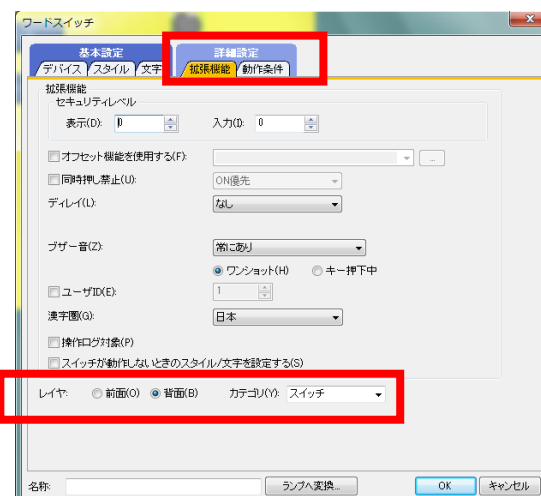 ワードスイッチ
基本設定 詳細設定
デバイス スタイル 文字 拡張機能 動作条件
拡張機能
セキュリティレベル
表示(D): 0 入力(I): 0
オフセット機能を使用する(F): ...
同時押し禁止(U): ON優先
ディレイ(L): なし
ブザー音(Z): 常にあり
ワンショット(H) キー押下中
ユーザID(E): 1
漢字圏(G): 日本
操作ログ対象(P)
スイッチが動作しないときのスタイル/文字を設定する(S)
レイヤ: 前面(O) 背面(B) カテゴリ(Y): スイッチ
名称: ランプへ変換... OK キャンセル